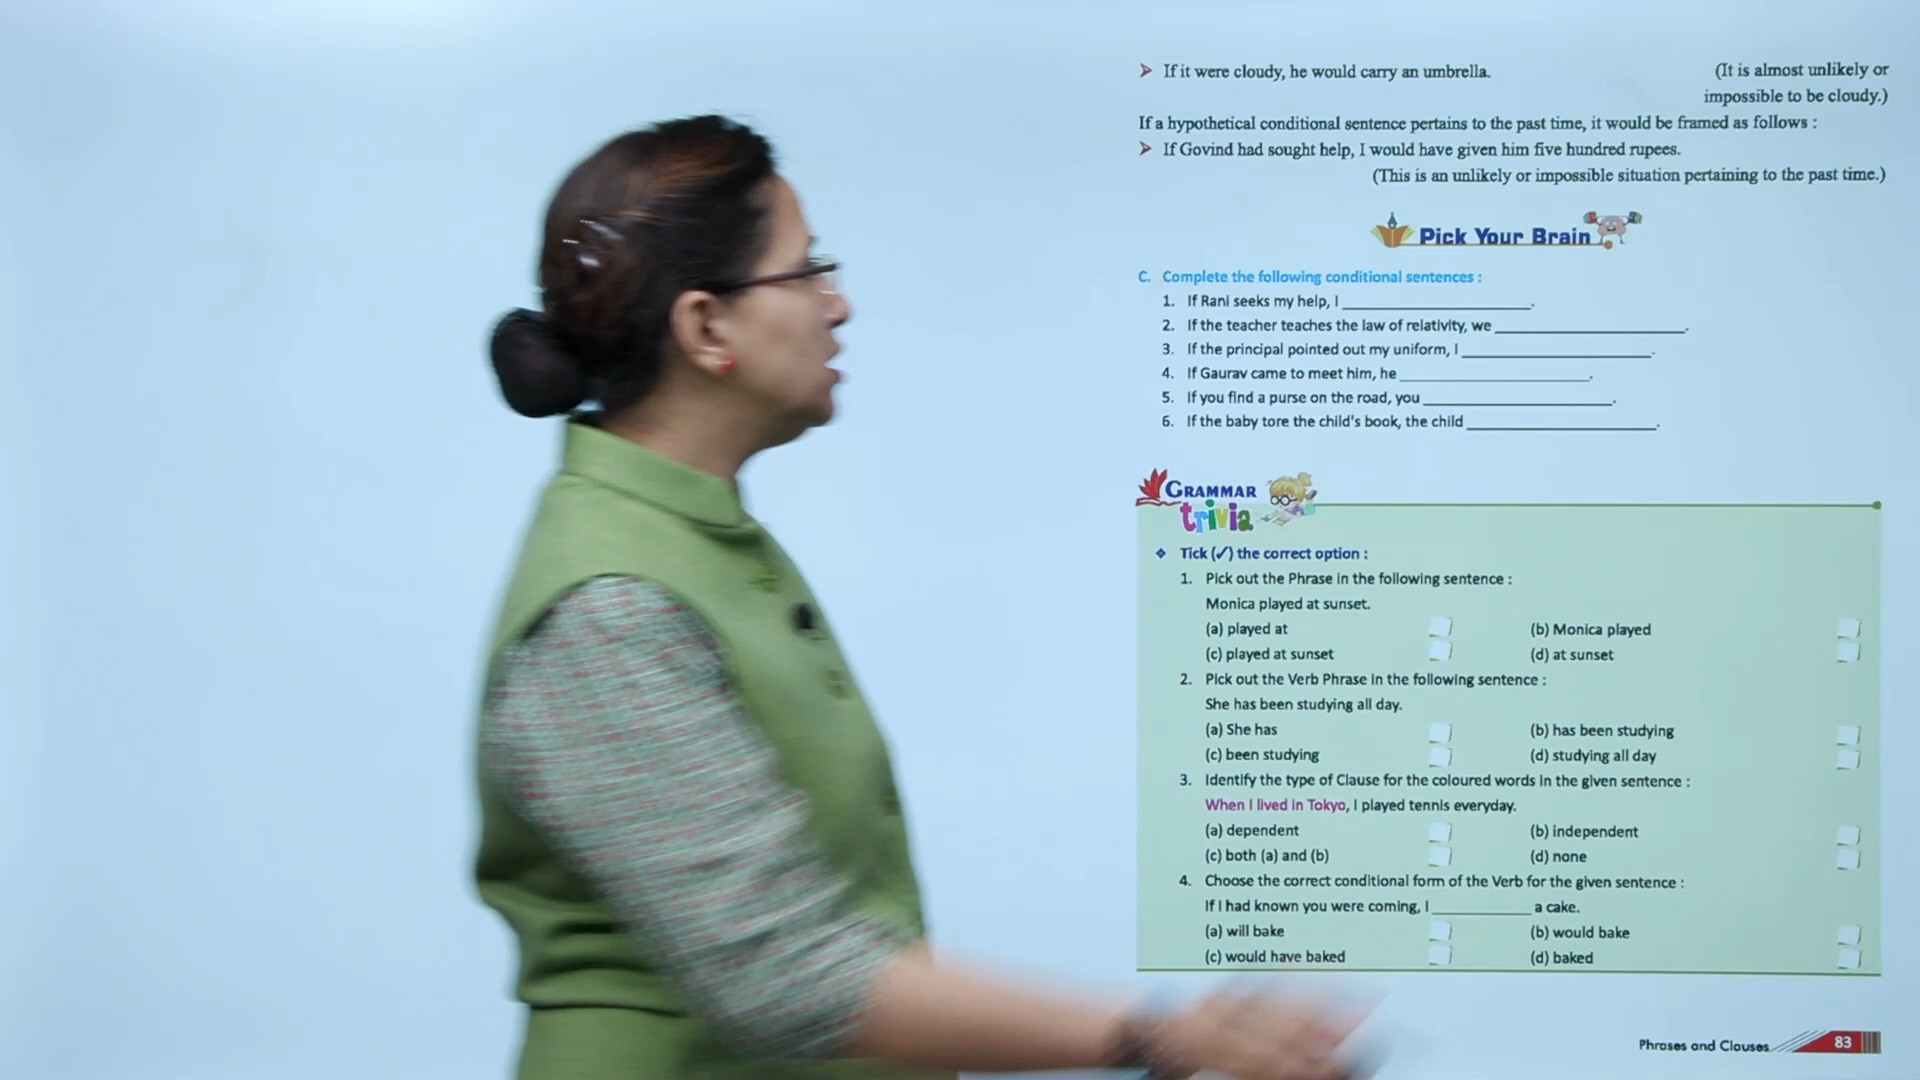 ➤ If it were cloudy, he would carry an umbrella. (It is almost unlikely or
impossible to be cloudy.)
If a hypothetical conditional sentence pertains to the past time, it would be framed as follows :
➤ If Govind had sought help, I would have given him five hundred rupees.
(This is an unlikely or impossible situation pertaining to the past time.)
Pick Your Brain
C. Complete the following conditional sentences :
1. If Rani seeks my help, I ____________________.
2. If the teacher teaches the law of relativity, we ____________________.
3. If the principal pointed out my uniform, I ____________________.
4. If Gaurav came to meet him, he ____________________.
5. If you find a purse on the road, you ____________________.
6. If the baby tore the child's book, the child ____________________.
GRAMMAR
trivia
❖ Tick (✓) the correct option :
1. Pick out the Phrase in the following sentence :
Monica played at sunset.
(a) played at (b) Monica played
(c) played at sunset (d) at sunset
2. Pick out the Verb Phrase in the following sentence :
She has been studying all day.
(a) She has (b) has been studying
(c) been studying (d) studying all day
3. Identify the type of Clause for the coloured words in the given sentence :
When I lived in Tokyo, I played tennis everyday.
(a) dependent (b) independent
(c) both (a) and (b) (d) none
4. Choose the correct conditional form of the Verb for the given sentence :
If I had known you were coming, I ___________ a cake.
(a) will bake (b) would bake
(c) would have baked (d) baked
Phrases and Clauses 83